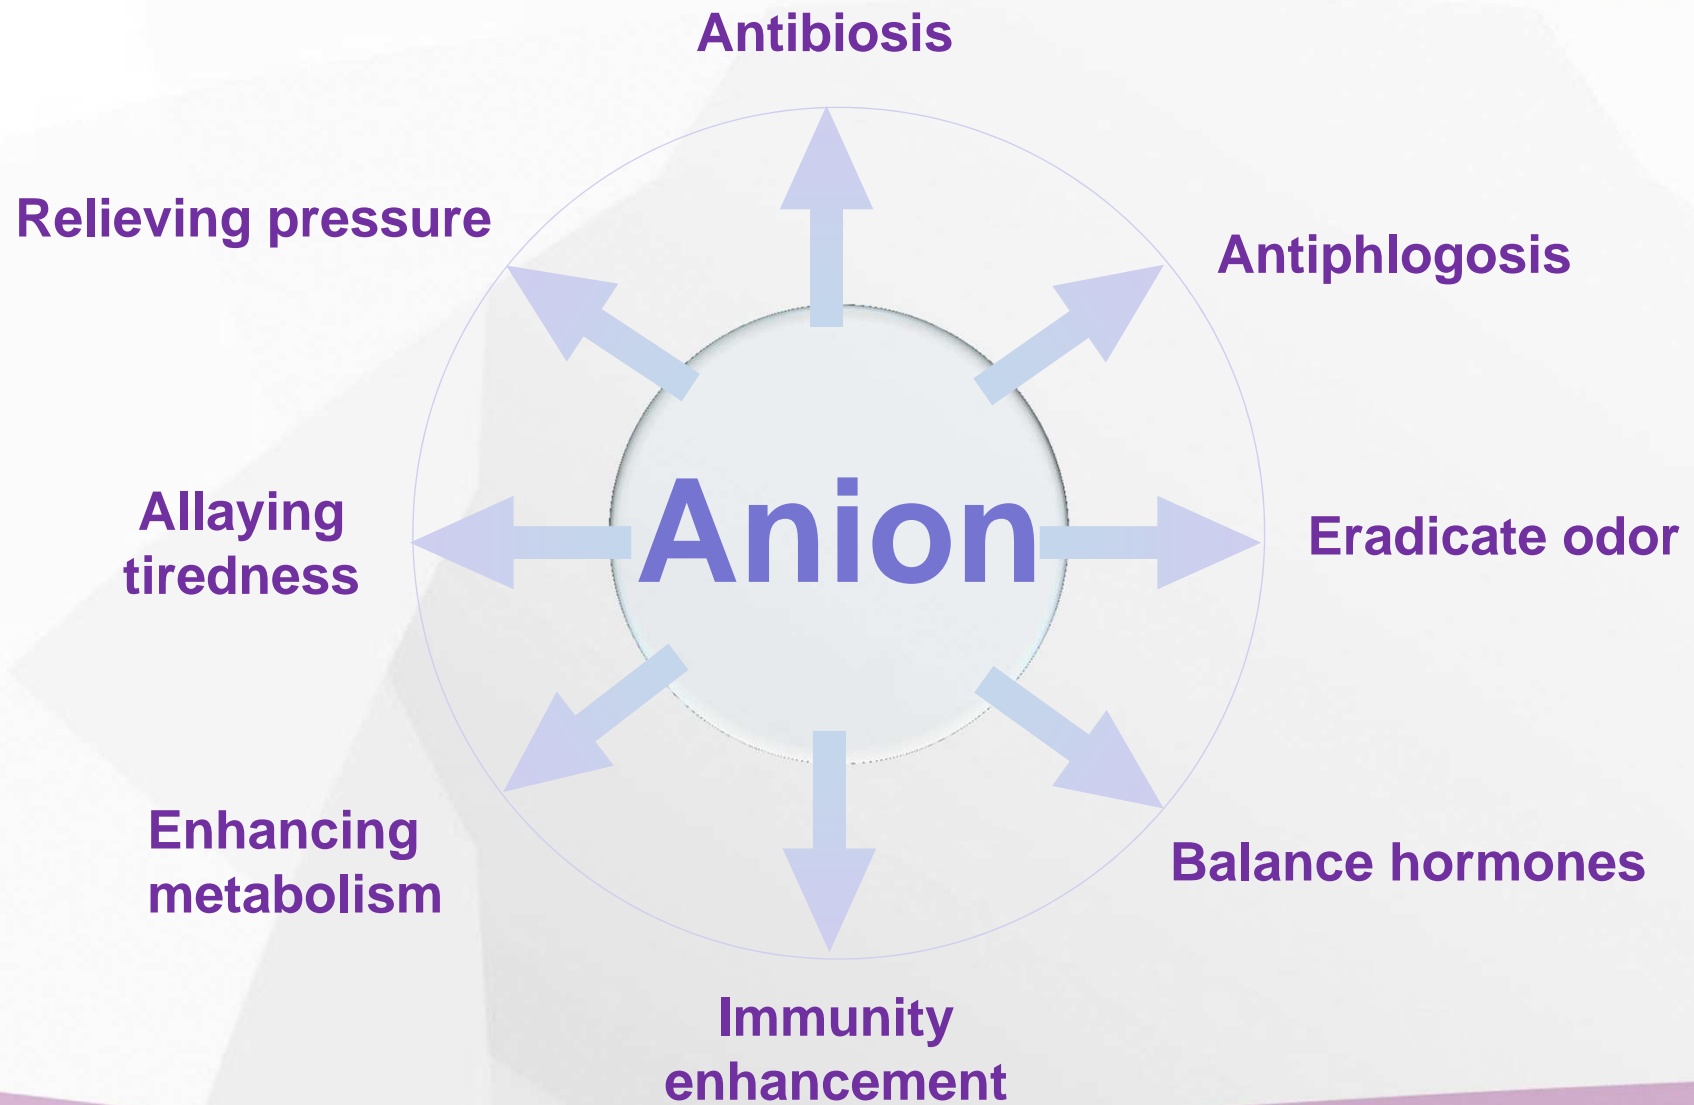 Antibiosis
Relieving pressure
Antiphlogosis
Allaying
tiredness
Anion
Eradicate odor
Enhancing
metabolism
Balance hormones
Immunity
enhancement